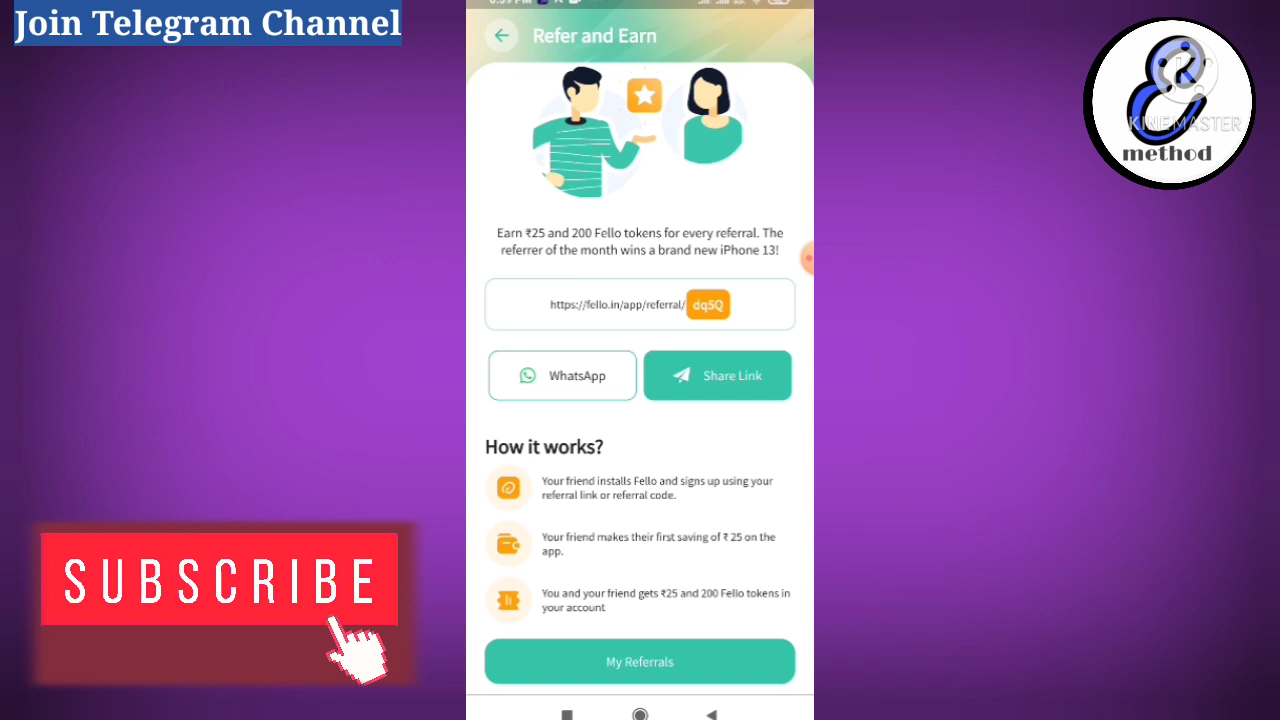 Join Telegram Channel
Refer and Earn
KINEMASTER
method
Earn ₹25 and 200 Fello tokens for every referral. The
referrer of the month wins a brand new iPhone 13!
https://fello.in/app/referral/ dq5Q
WhatsApp
Share Link
How it works?
Your friend installs Fello and signs up using your
referral link or referral code.
Your friend makes their first saving of ₹ 25 on the
app.
You and your friend gets ₹25 and 200 Fello tokens in
your account
SUBSCRIBE
My Referrals